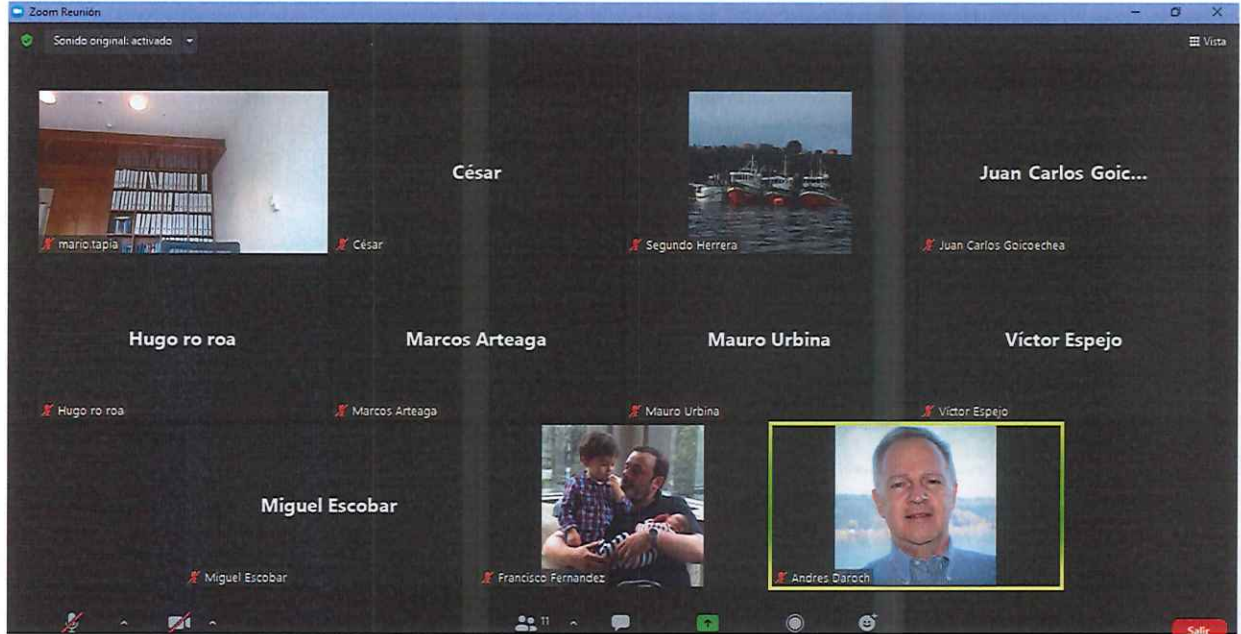 Zoom Reunión
Sonido original: activado
Vista
César
Juan Carlos Goic...
mario.tapia
César
Segundo Herrera
Juan Carlos Goicoechea
Hugo ro roa
Marcos Arteaga
Mauro Urbina
Víctor Espejo
Hugo ro roa
Marcos Arteaga
Mauro Urbina
Víctor Espejo
Miguel Escobar
Miguel Escobar
Francisco Fernandez
Andres Daroch
11
Salir